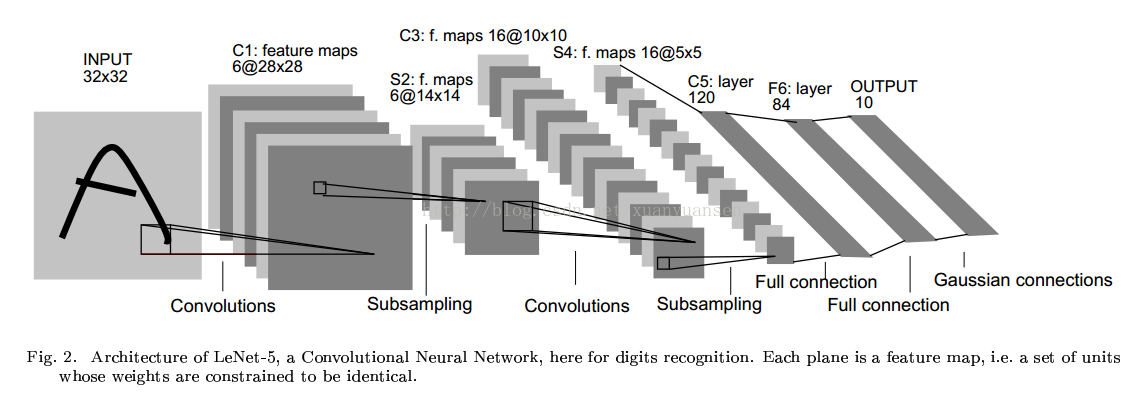 INPUT
32x32
C1: feature maps
6@28x28
S2: f. maps
6@14x14
C3: f. maps 16@10x10
S4: f. maps 16@5x5
C5: layer
120
F6: layer
84
OUTPUT
10
Convolutions
Subsampling
Convolutions
Subsampling
Full connection
Full connection
Gaussian connections
Fig. 2. Architecture of LeNet-5, a Convolutional Neural Network, here for digits recognition. Each plane is a feature map, i.e. a set of units
whose weights are constrained to be identical.